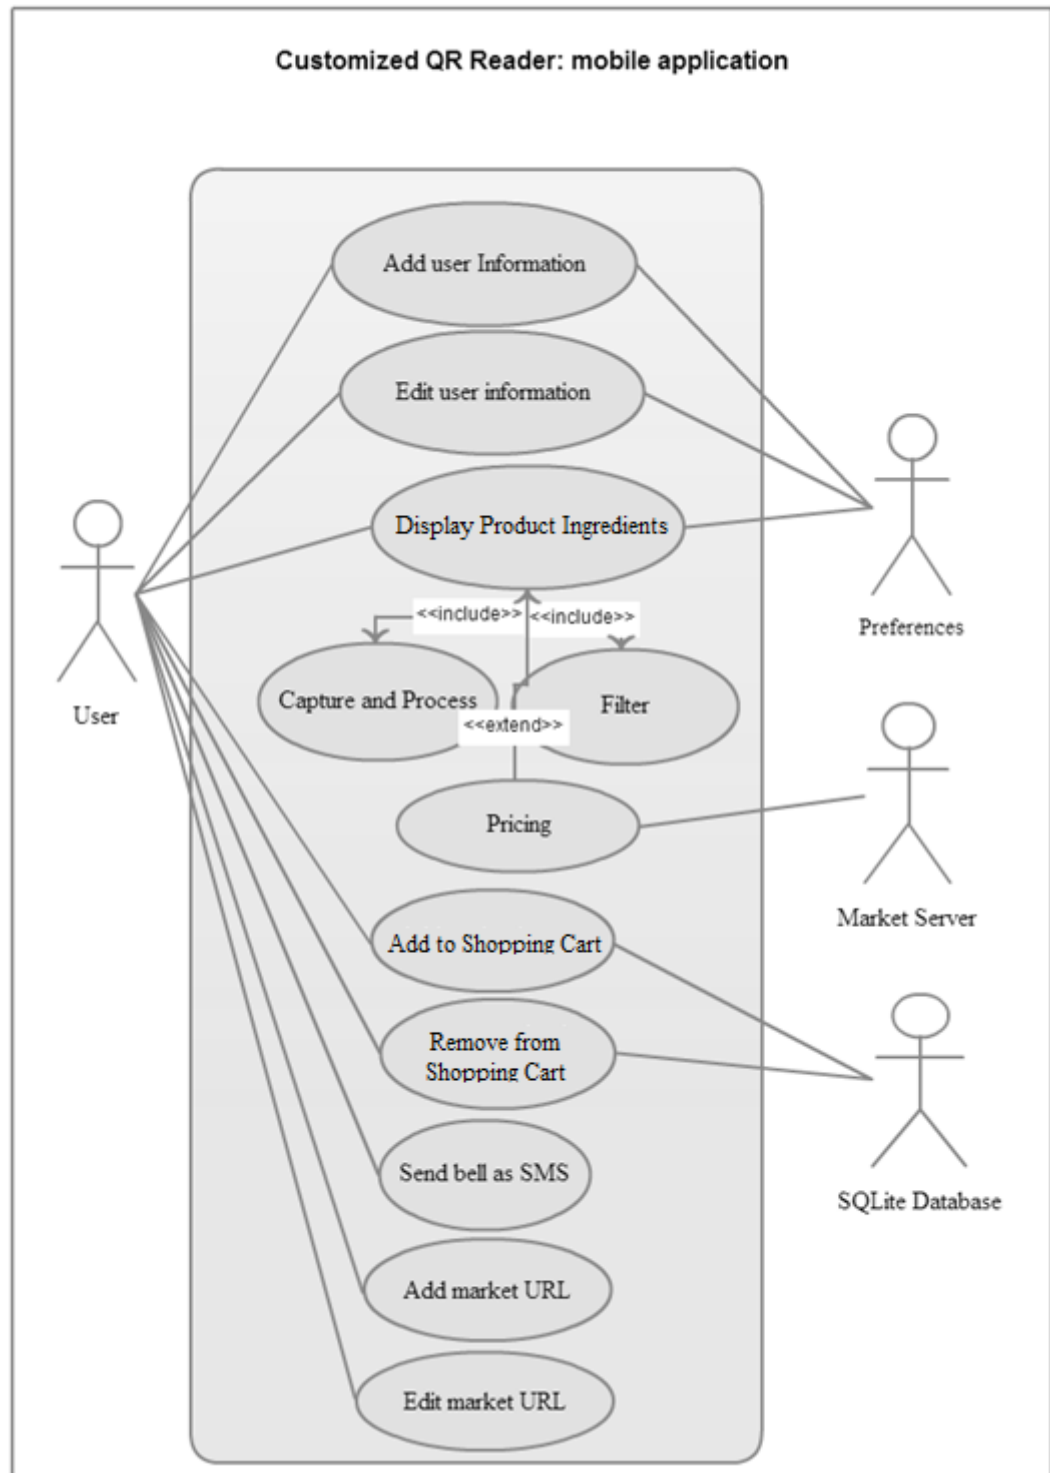 Customized QR Reader: mobile application
Add user Information
Edit user information
Display Product Ingredients
<<include>>
<<include>>
Preferences
Capture and Process
Filter
User
<<extend>>
Pricing
Market Server
Add to Shopping Cart
Remove from
Shopping Cart
Send bell as SMS
SQLite Database
Add market URL
Edit market URL